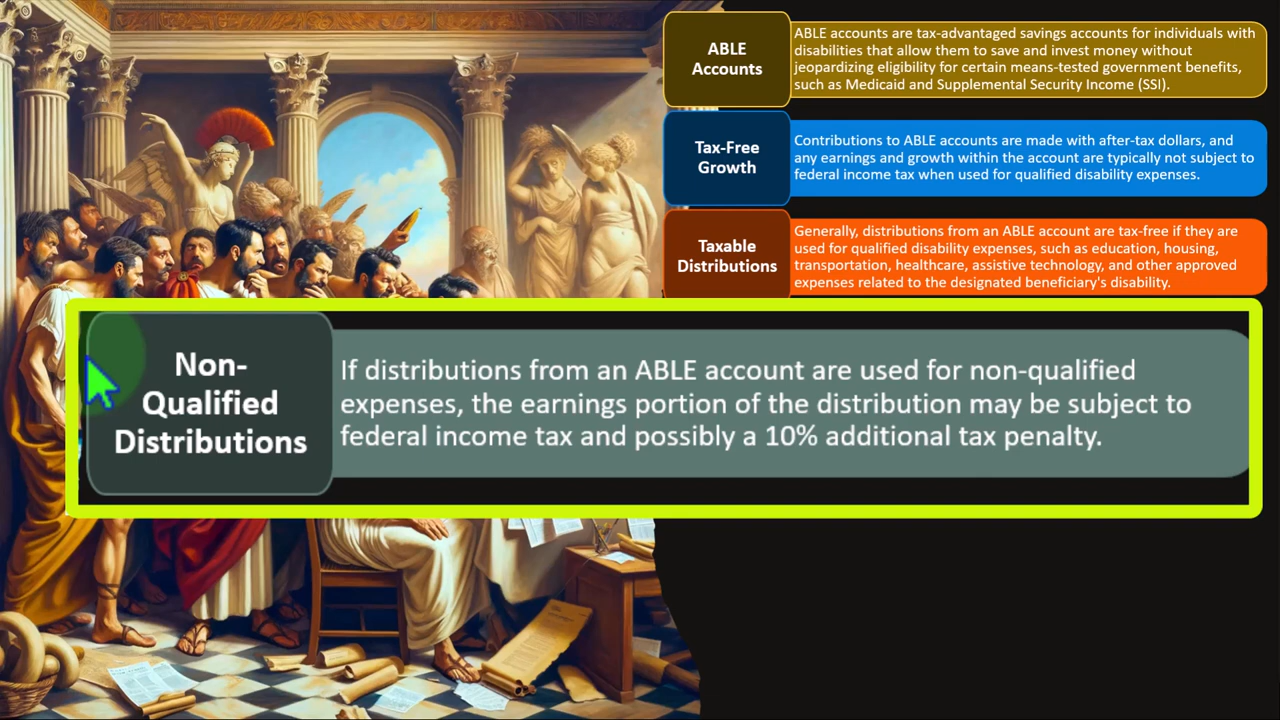 ABLE
Accounts
ABLE accounts are tax-advantaged savings accounts for individuals with
disabilities that allow them to save and invest money without
jeopardizing eligibility for certain means-tested government benefits,
such as Medicaid and Supplemental Security Income (SSI).
Tax-Free
Growth
Contributions to ABLE accounts are made with after-tax dollars, and
any earnings and growth within the account are typically not subject to
federal income tax when used for qualified disability expenses.
Taxable
Distributions
Generally, distributions from an ABLE account are tax-free if they are
used for qualified disability expenses, such as education, housing,
transportation, healthcare, assistive technology, and other approved
expenses related to the designated beneficiary's disability.
Non-
Qualified
Distributions
If distributions from an ABLE account are used for non-qualified
expenses, the earnings portion of the distribution may be subject to
federal income tax and possibly a 10% additional tax penalty.